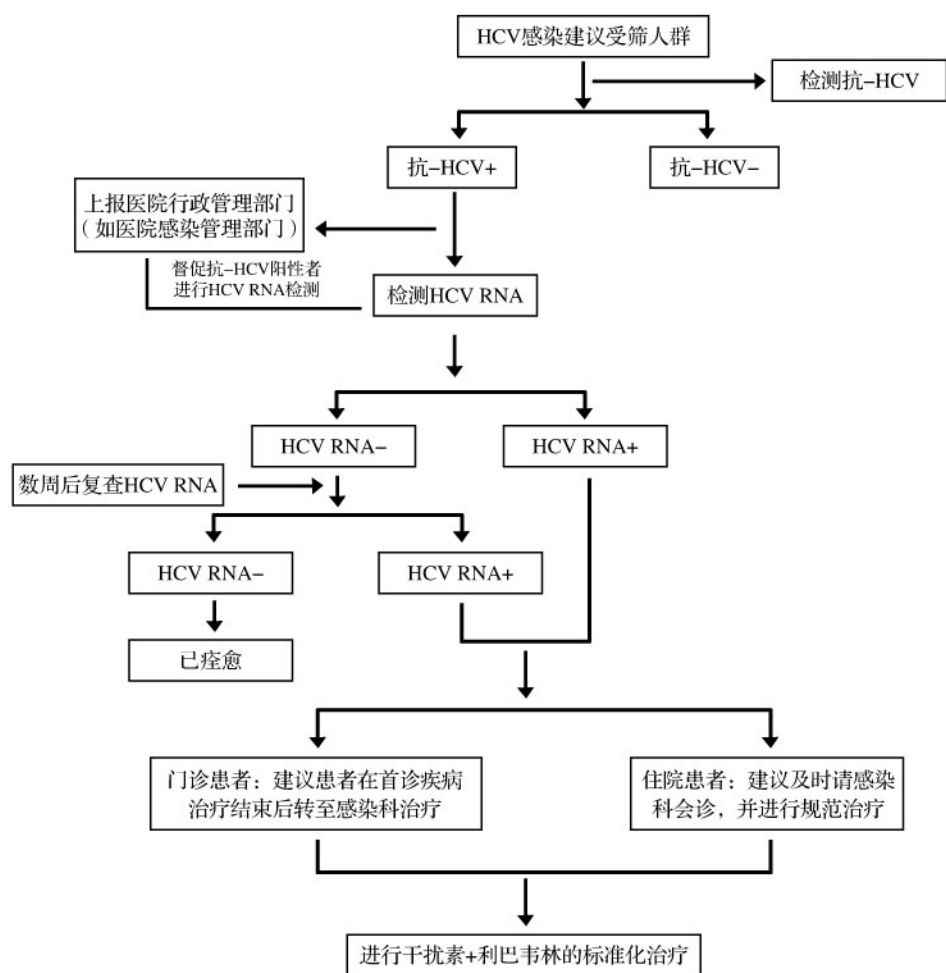 HCV感染建议受筛人群
检测抗-HCV
抗-HCV+
抗-HCV-
上报医院行政管理部门
（如医院感染管理部门）
督促抗-HCV阳性者
进行HCV RNA检测
检测HCV RNA
HCV RNA-
HCV RNA+
数周后复查HCV RNA
HCV RNA-
HCV RNA+
已痊愈
门诊患者：建议患者在首诊疾病
治疗结束后转至感染科治疗
住院患者：建议及时请感染
科会诊，并进行规范治疗
进行干扰素+利巴韦林的标准化治疗